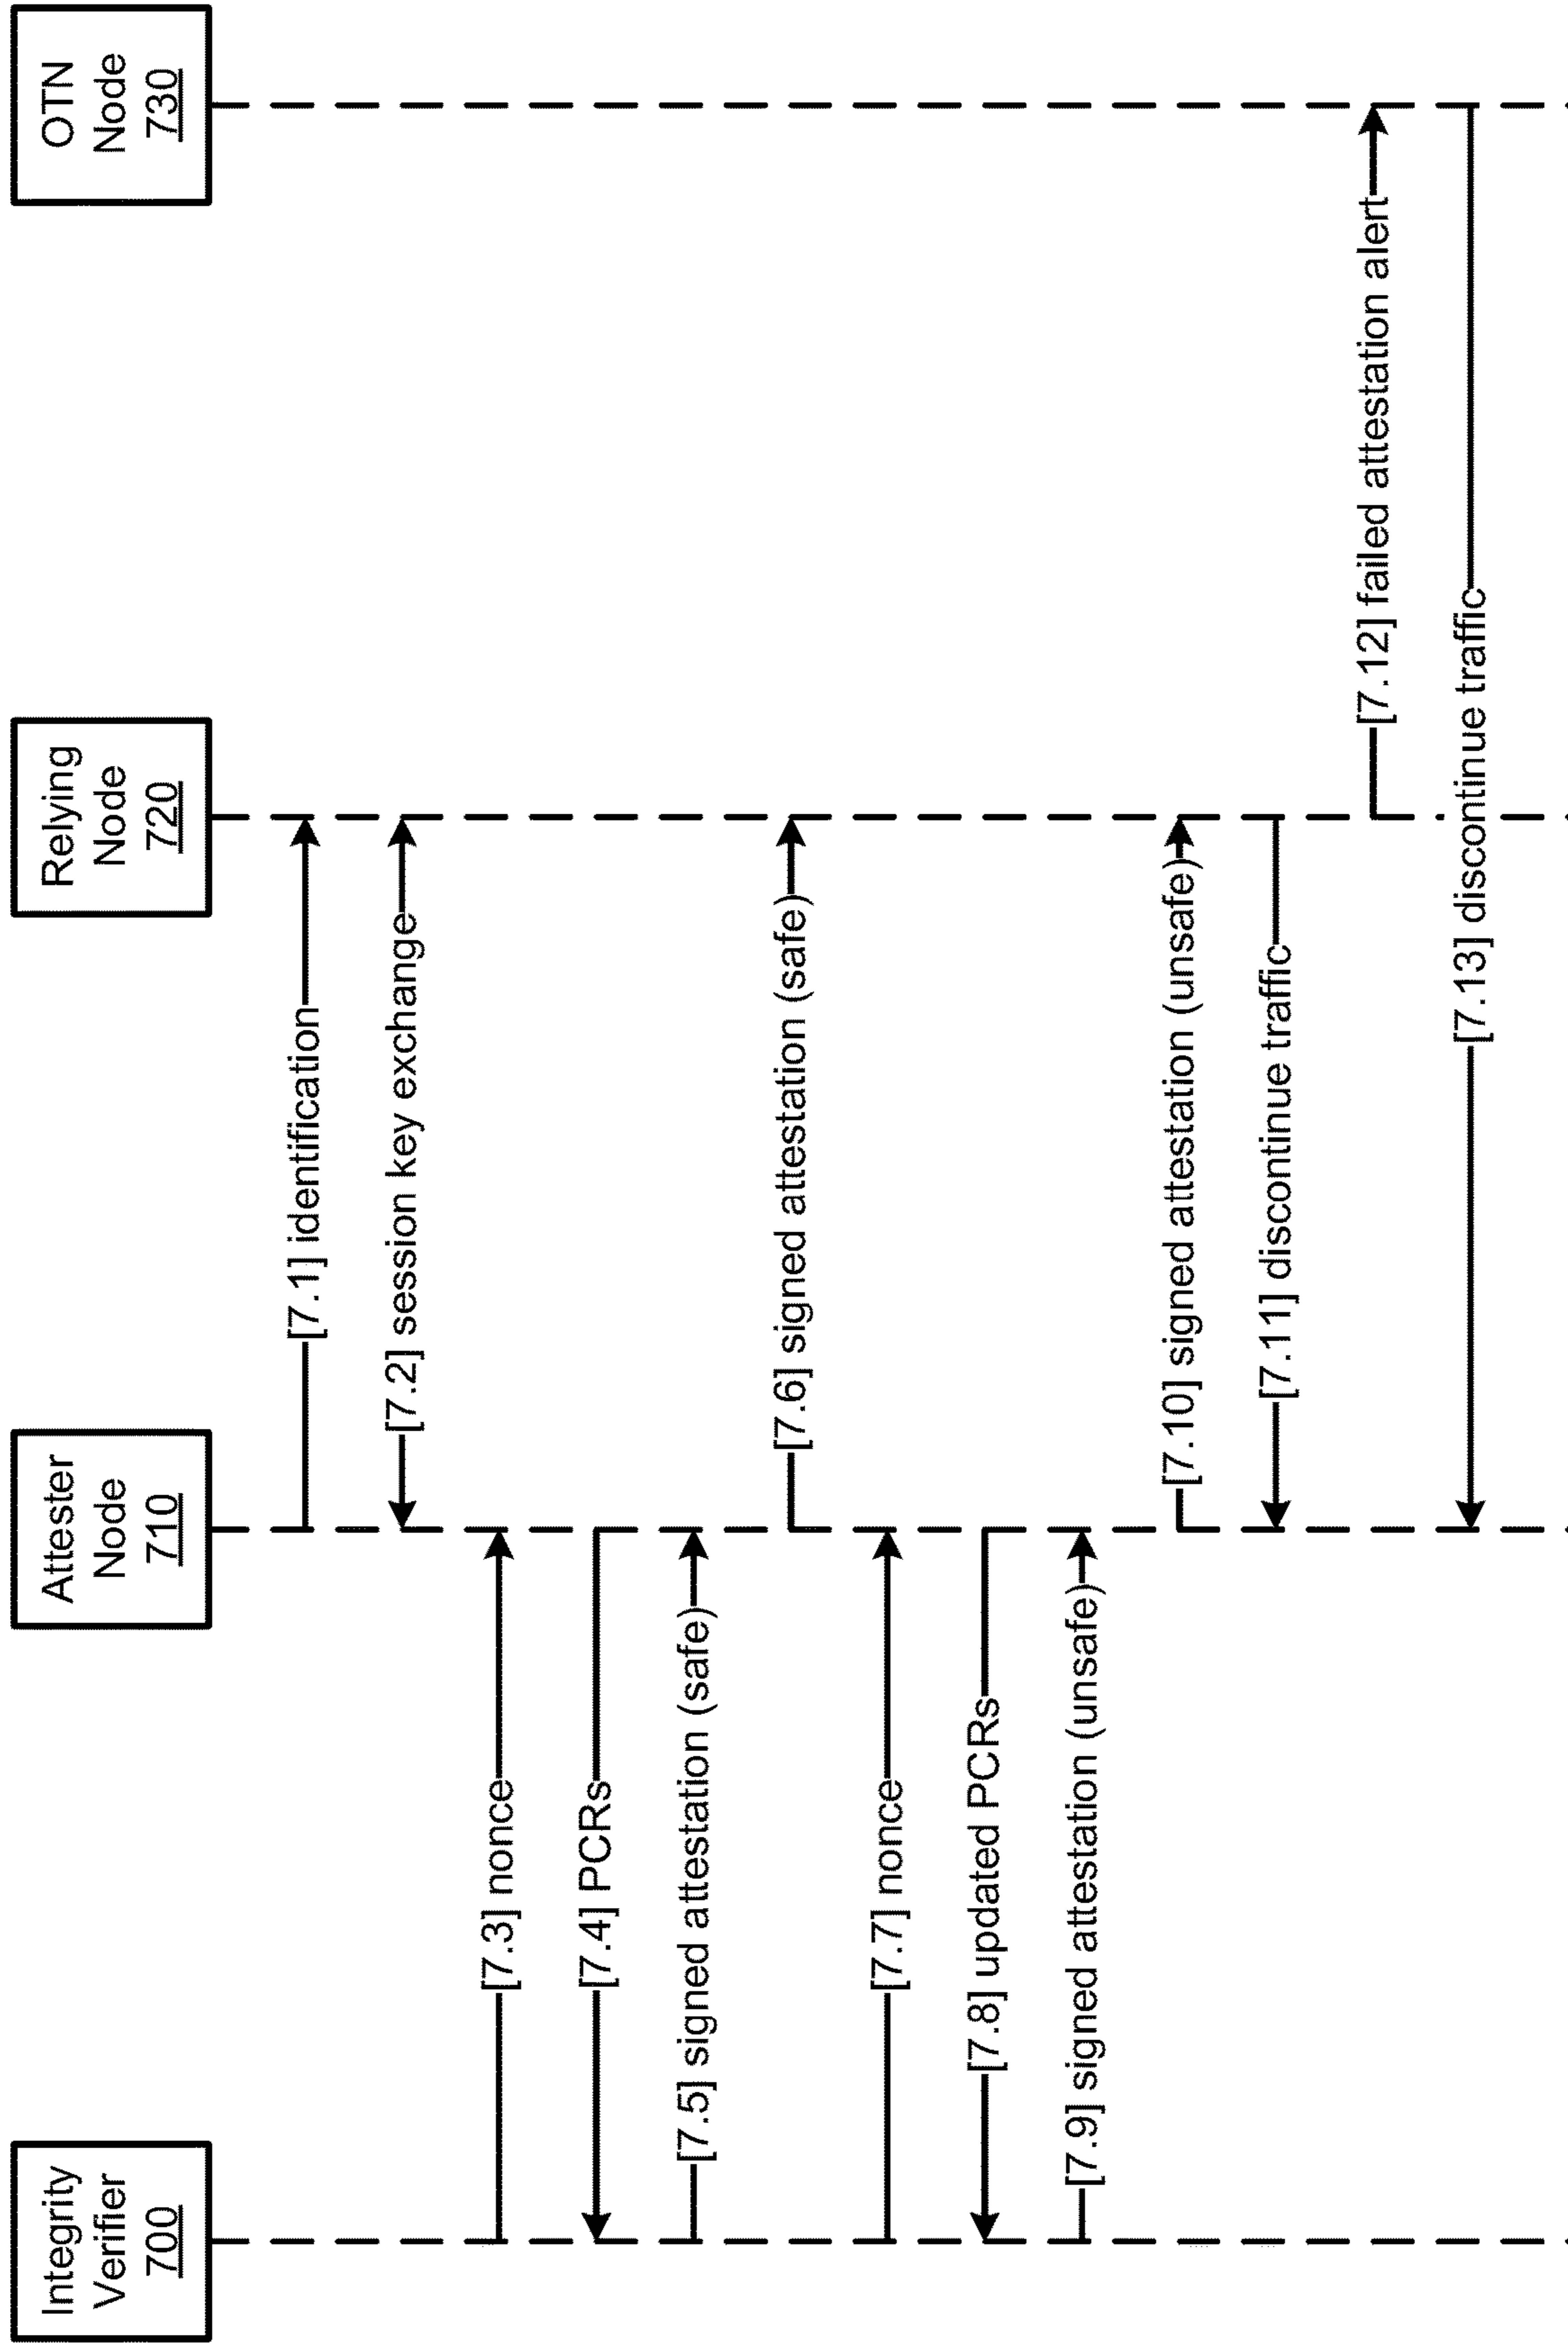 Integrity
Verifier
700
Attester
Node
710
Relying
Node
720
OTN
Node
730
[7.1] identification
[7.2] session key exchange
[7.3] nonce
[7.4] PCRs
[7.5] signed attestation (safe)
[7.6] signed attestation (safe)
[7.7] nonce
[7.8] updated PCRs
[7.9] signed attestation (unsafe)
[7.10] signed attestation (unsafe)
[7.11] discontinue traffic
[7.12] failed attestation alert
[7.13] discontinue traffic